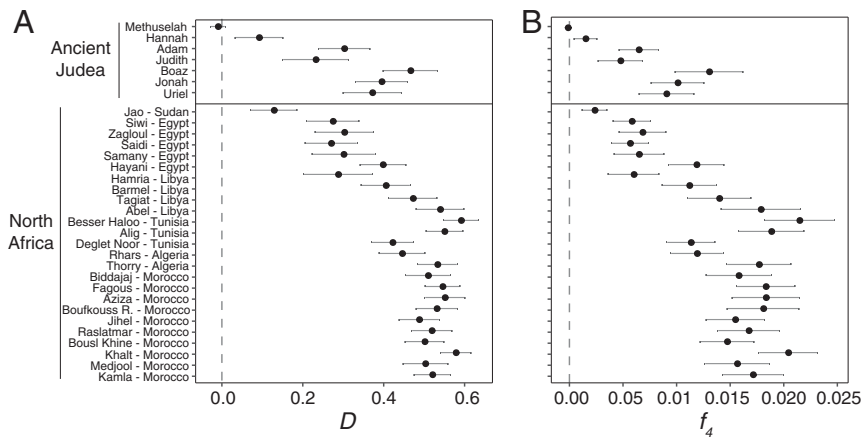 A
B
Ancient
Judea
Methuselah
Hannah
Adam
Judith
Boaz
Jonah
Uriel
North
Africa
Jao - Sudan
Siwi - Egypt
Zagloul - Egypt
Saidi - Egypt
Samany - Egypt
Hayani - Egypt
Hamria - Libya
Barmel - Libya
Tagiat - Libya
Abel - Libya
Besser Haloo - Tunisia
Alig - Tunisia
Deglet Noor - Tunisia
Rhars - Algeria
Thorry - Algeria
Biddajaj - Morocco
Fagous - Morocco
Aziza - Morocco
Boufkouss R. - Morocco
Jihel - Morocco
Raslatmar - Morocco
Bousl Khine - Morocco
Khalt - Morocco
Medjool - Morocco
Kamla - Morocco
0.0 0.2 0.4 0.6
D
0.00 0.005 0.01 0.015 0.020 0.025
f4